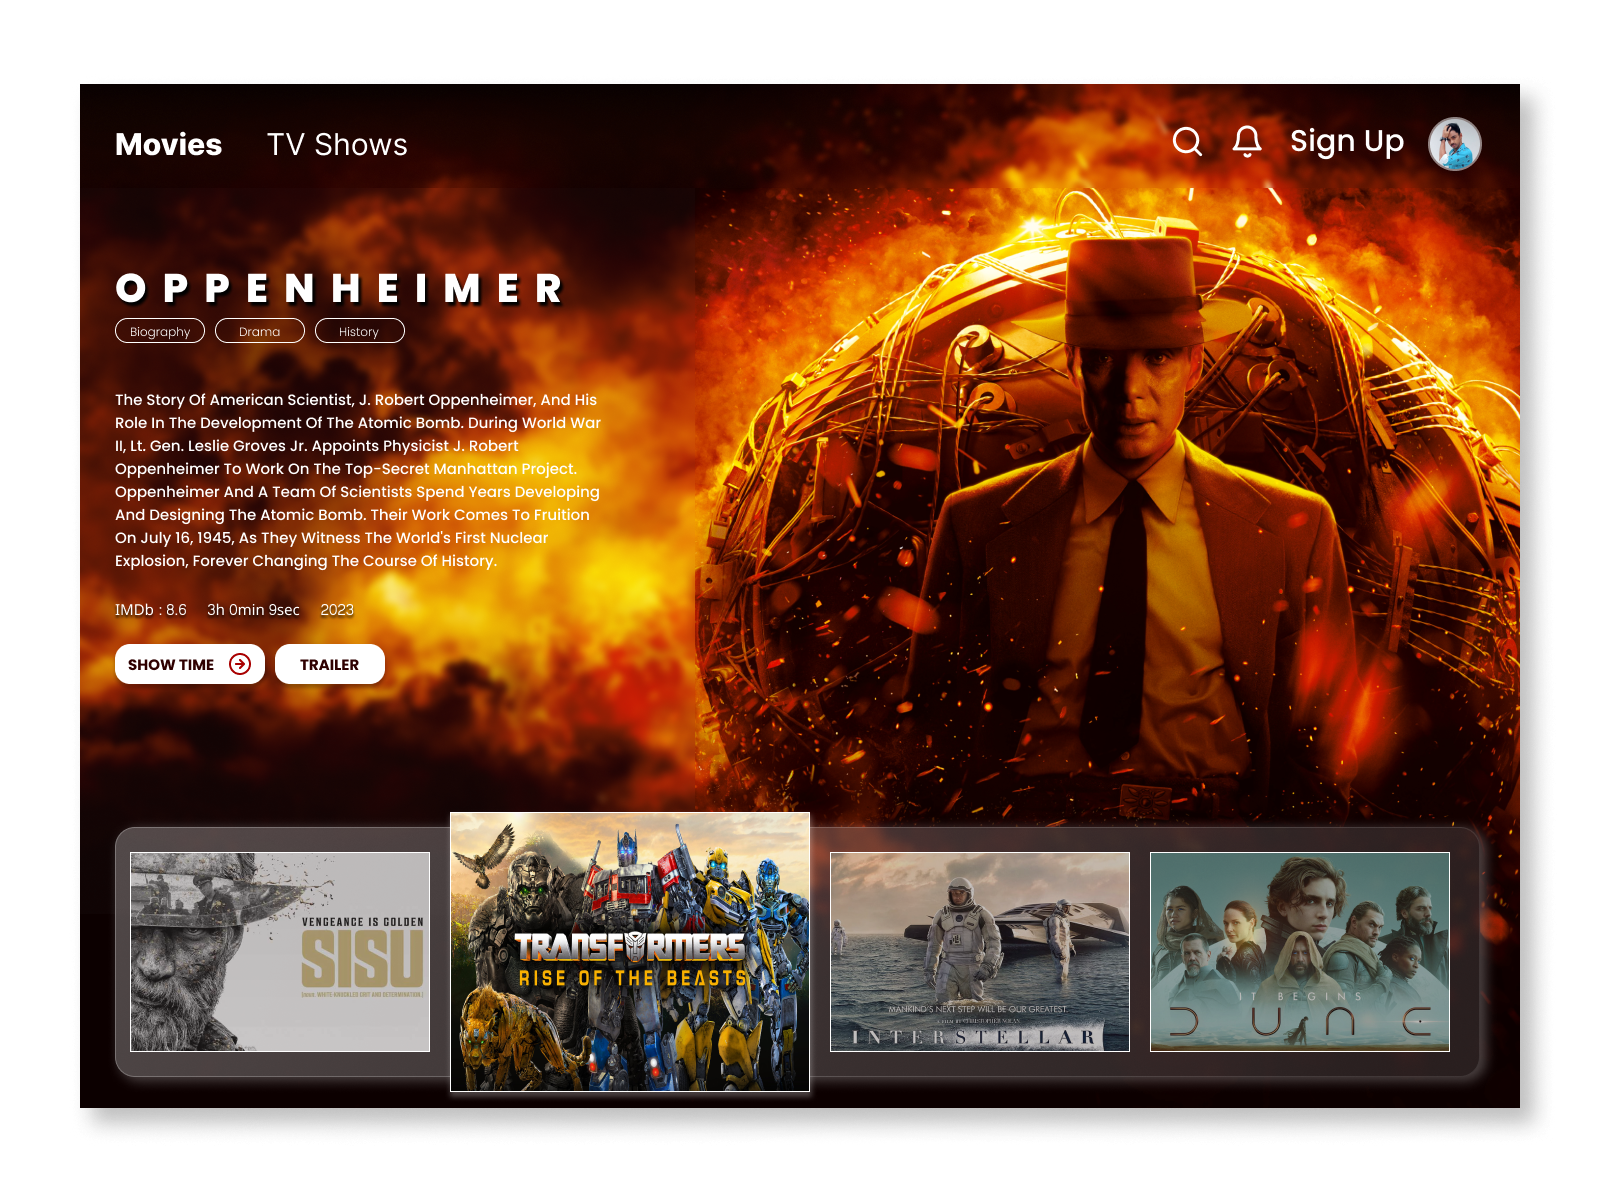 Movies
TV Shows
Sign Up
OPPENHEIMER
Biography
Drama
History
The Story Of American Scientist, J. Robert Oppenheimer, And His
Role In The Development Of The Atomic Bomb. During World War
II, Lt. Gen. Leslie Groves Jr. Appoints Physicist J. Robert
Oppenheimer To Work On The Top-Secret Manhattan Project.
Oppenheimer And A Team Of Scientists Spend Years Developing
And Designing The Atomic Bomb. Their Work Comes To Fruition
On July 16, 1945, As They Witness The World's First Nuclear
Explosion, Forever Changing The Course Of History.
IMDb : 8.6
3h 0min 9sec
2023
SHOW TIME
TRAILER
VENGEANCE IS GOLDEN
SISU
TRANSFORMERS
RISE OF THE BEASTS
MANKIND'S NEXT STEP WILL BE OUR GREATEST.
A FILM BY CHRISTOPHER NOLAN
INTERSTELLAR
IT BEGINS
DUNE